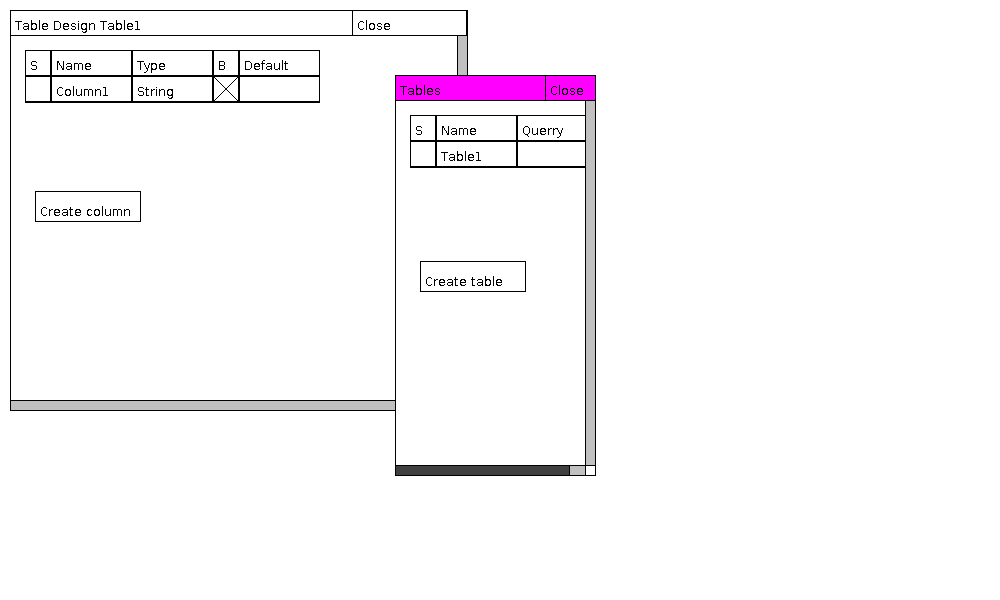 Table Design Table1 Close
S Name Type B Default
Column1 String
Create column
Tables Close
S Name Querry
Table1
Create table